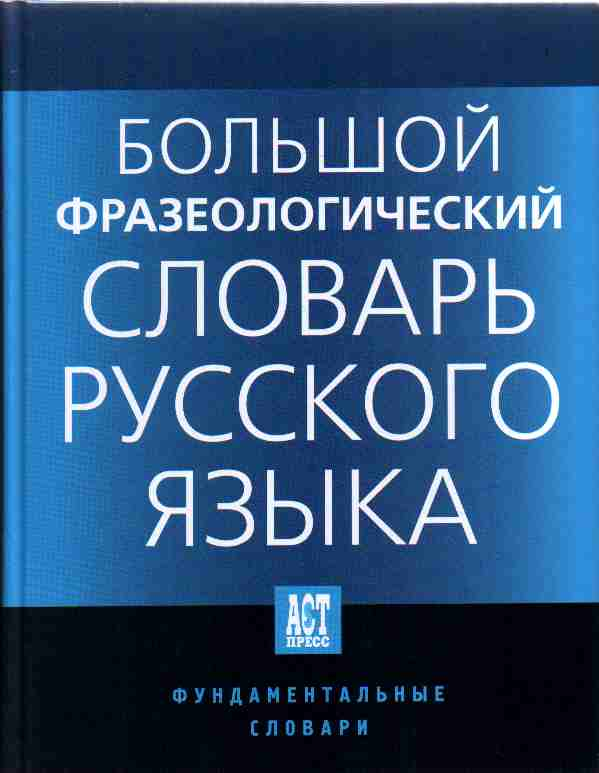 БОЛЬШОЙ
ФРАЗЕОЛОГИЧЕСКИЙ
СЛОВАРЬ
РУССКОГО
ЯЗЫКА
АСТ
ПРЕСС
ФУНДАМЕНТАЛЬНЫЕ
СЛОВАРИ